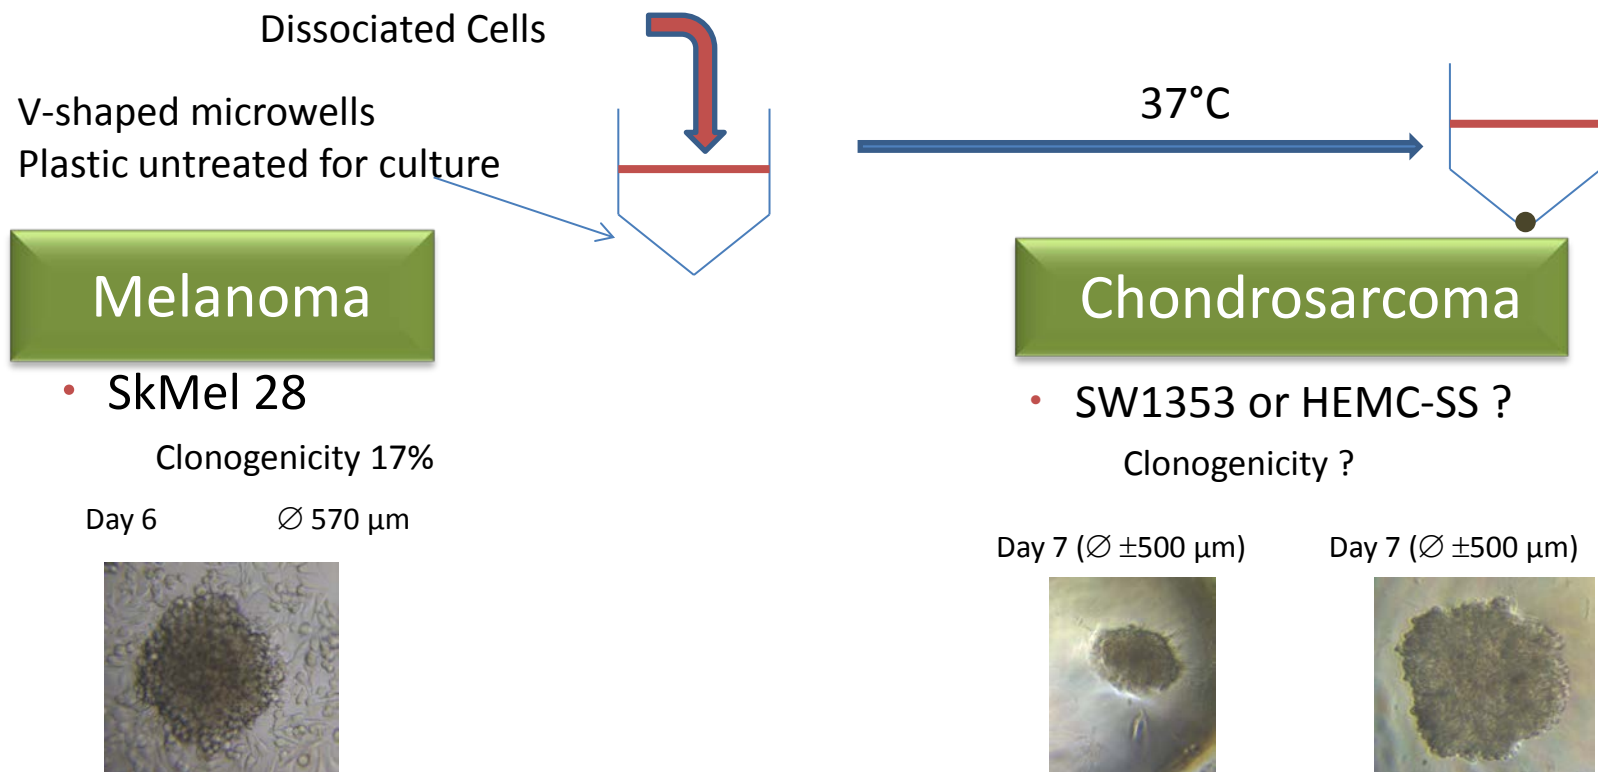 Dissociated Cells
V-shaped microwells
Plastic untreated for culture
37°C
Melanoma
• SkMel 28
Clonogenicity 17%
Day 6 ∅ 570 µm
Chondrosarcoma
• SW1353 or HEMC-SS ?
Clonogenicity ?
Day 7 (∅ ±500 µm) Day 7 (∅ ±500 µm)